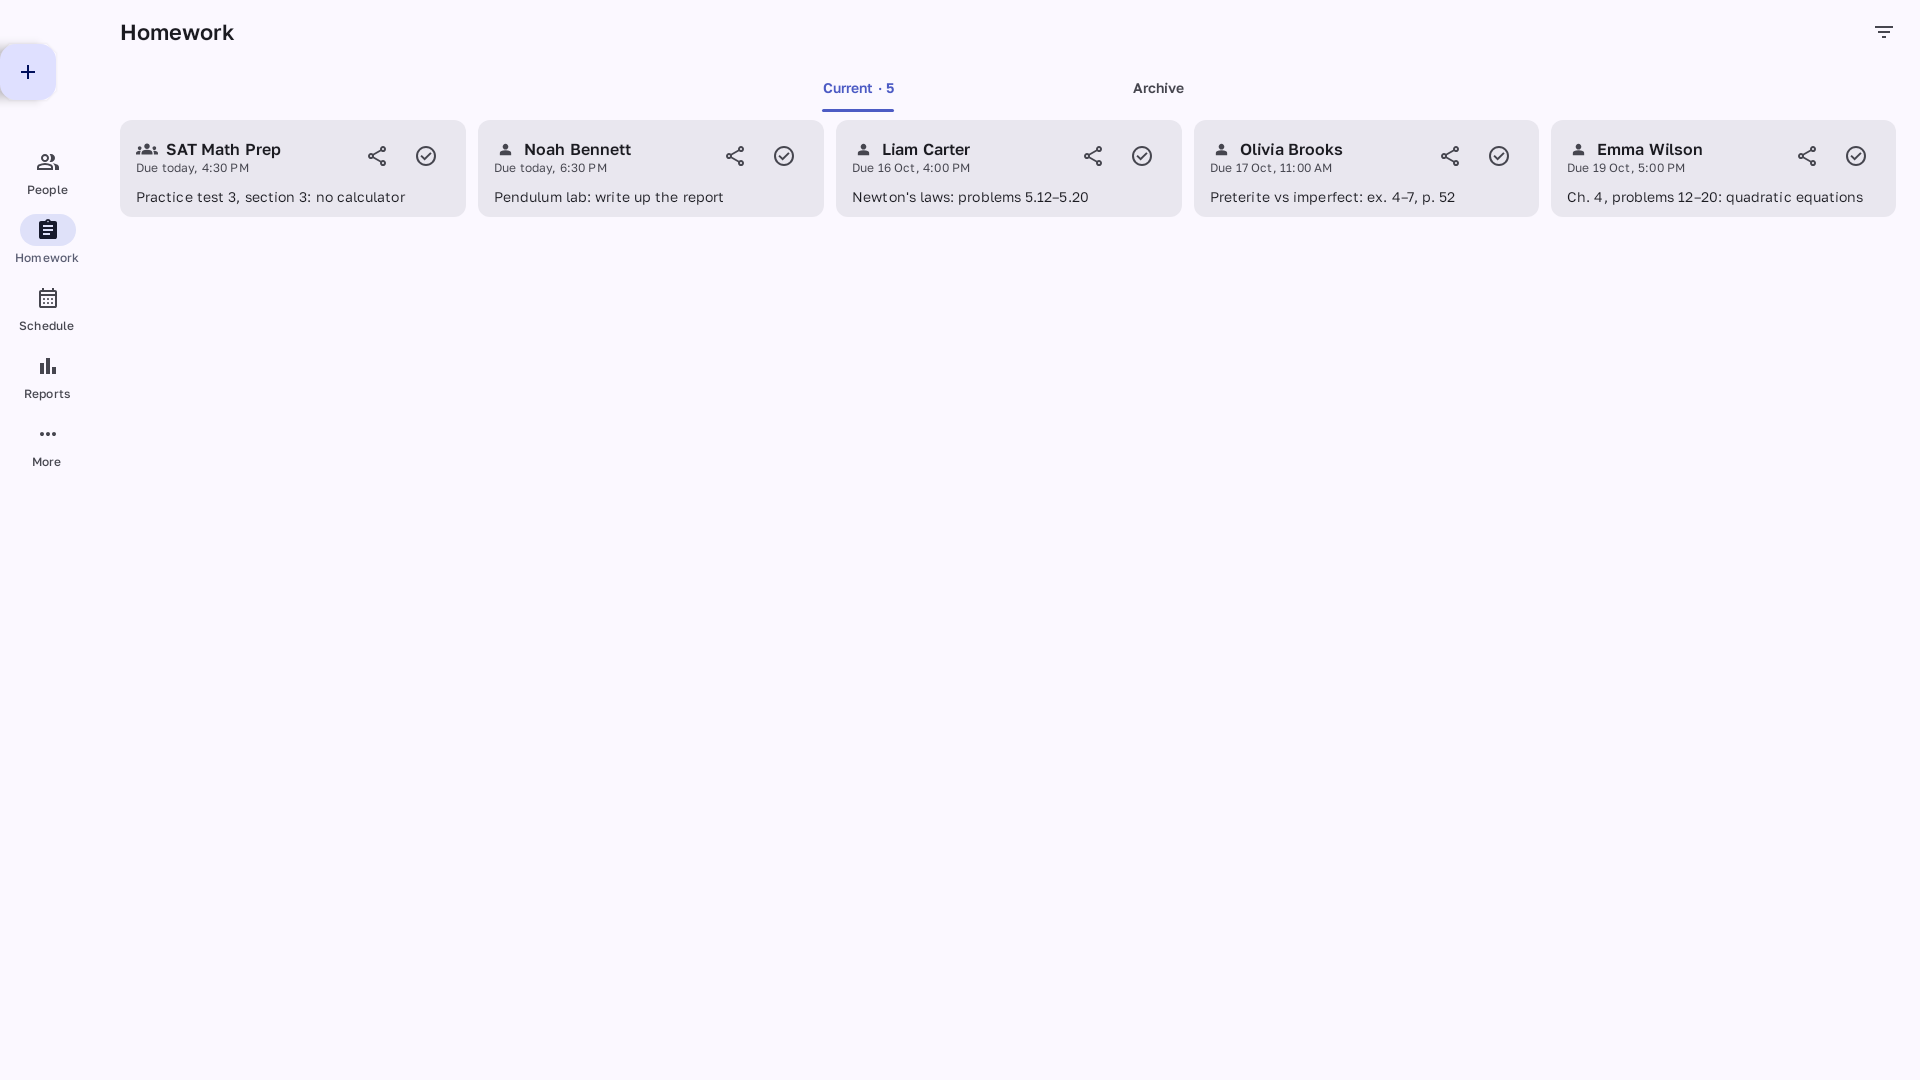 Homework
Current · 5
Archive
People
Homework
Schedule
Reports
More
SAT Math Prep
Due today, 4:30 PM
Practice test 3, section 3: no calculator
Noah Bennett
Due today, 6:30 PM
Pendulum lab: write up the report
Liam Carter
Due 16 Oct, 4:00 PM
Newton's laws: problems 5.12–5.20
Olivia Brooks
Due 17 Oct, 11:00 AM
Preterite vs imperfect: ex. 4–7, p. 52
Emma Wilson
Due 19 Oct, 5:00 PM
Ch. 4, problems 12–20: quadratic equations